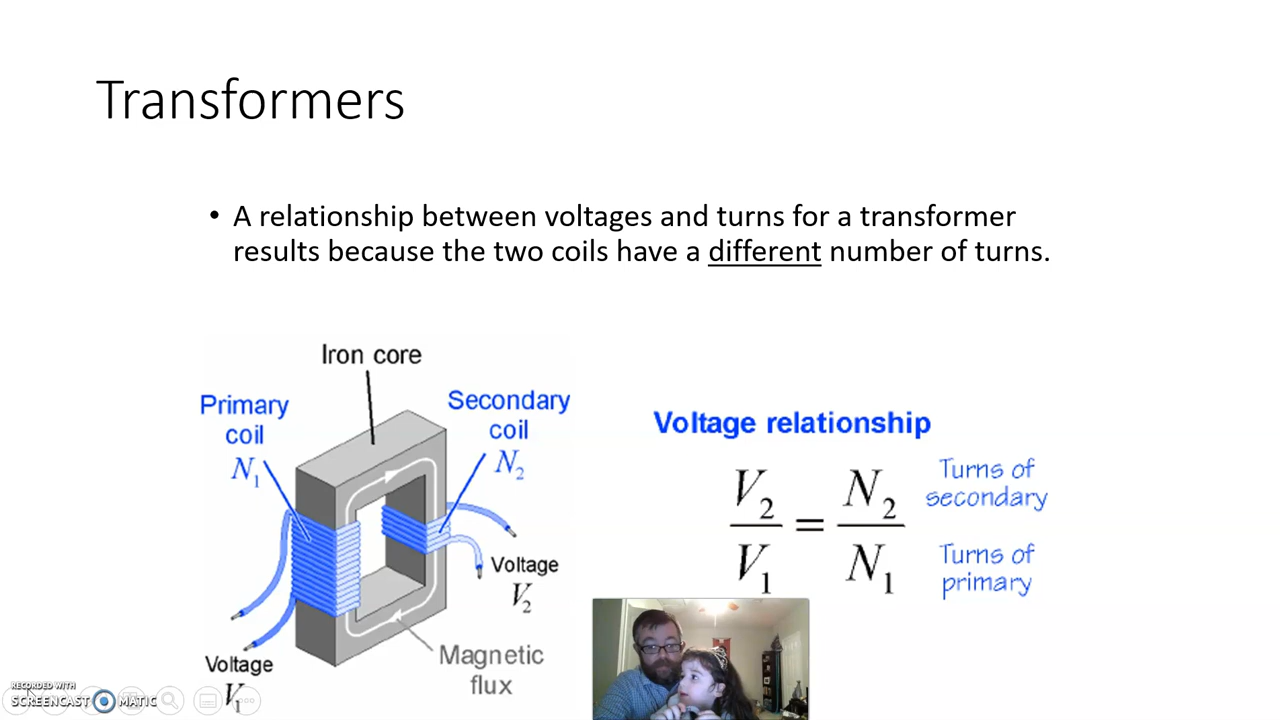 Transformers
• A relationship between voltages and turns for a transformer
results because the two coils have a different number of turns.
Iron core
Primary
coil
N1
Secondary
coil
N2
Voltage
V2
Voltage
V1
Magnetic
flux
Voltage relationship
V2 / V1 = N2 / N1
Turns of
secondary
Turns of
primary
RECORDED WITH
SCREENCAST MATIC